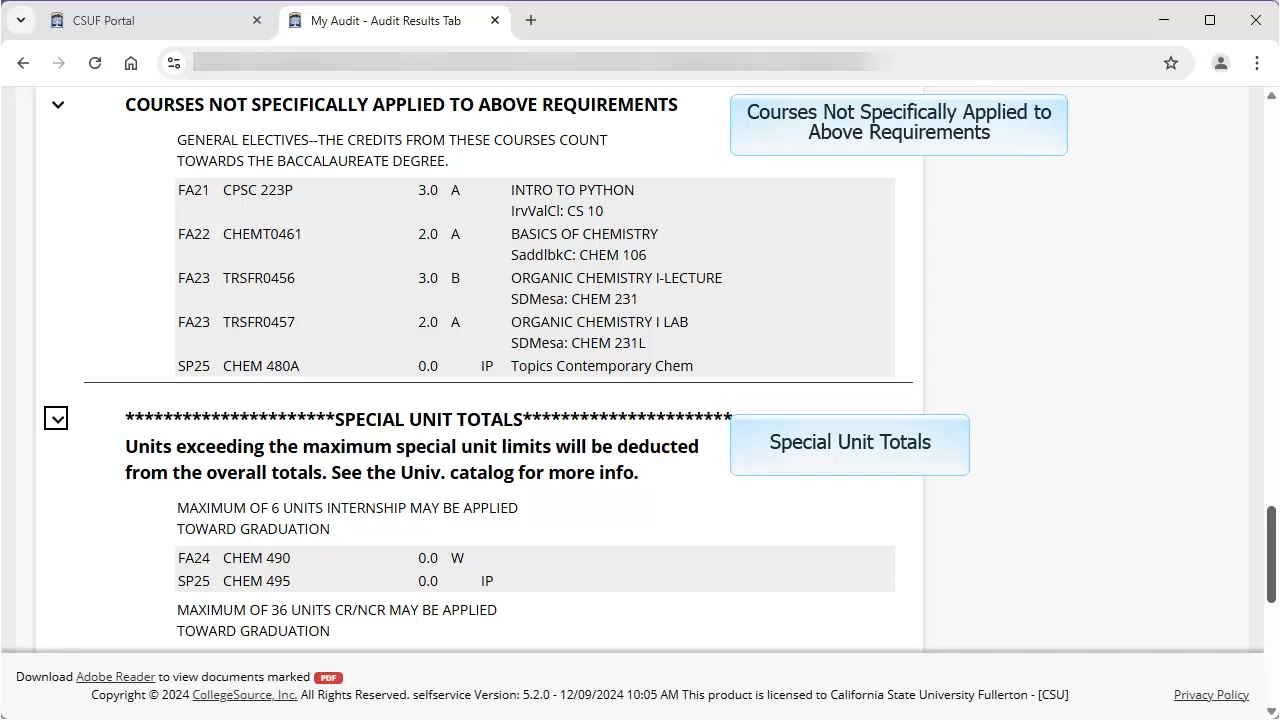 CSUF Portal
My Audit - Audit Results Tab
COURSES NOT SPECIFICALLY APPLIED TO ABOVE REQUIREMENTS
Courses Not Specifically Applied to
Above Requirements
GENERAL ELECTIVES--THE CREDITS FROM THESE COURSES COUNT
TOWARDS THE BACCALAUREATE DEGREE.
FA21 CPSC 223P 3.0 A INTRO TO PYTHON
IrvValCl: CS 10
FA22 CHEMT0461 2.0 A BASICS OF CHEMISTRY
SaddlbkC: CHEM 106
FA23 TRSFR0456 3.0 B ORGANIC CHEMISTRY I-LECTURE
SDMesa: CHEM 231
FA23 TRSFR0457 2.0 A ORGANIC CHEMISTRY I LAB
SDMesa: CHEM 231L
SP25 CHEM 480A 0.0 IP Topics Contemporary Chem
**********************SPECIAL UNIT TOTALS**********************
Special Unit Totals
Units exceeding the maximum special unit limits will be deducted
from the overall totals. See the Univ. catalog for more info.
MAXIMUM OF 6 UNITS INTERNSHIP MAY BE APPLIED
TOWARD GRADUATION
FA24 CHEM 490 0.0 W
SP25 CHEM 495 0.0 IP
MAXIMUM OF 36 UNITS CR/NCR MAY BE APPLIED
TOWARD GRADUATION
Download Adobe Reader to view documents marked PDF
Copyright © 2024 CollegeSource, Inc. All Rights Reserved. selfservice Version: 5.2.0 - 12/09/2024 10:05 AM This product is licensed to California State University Fullerton - [CSU] Privacy Policy